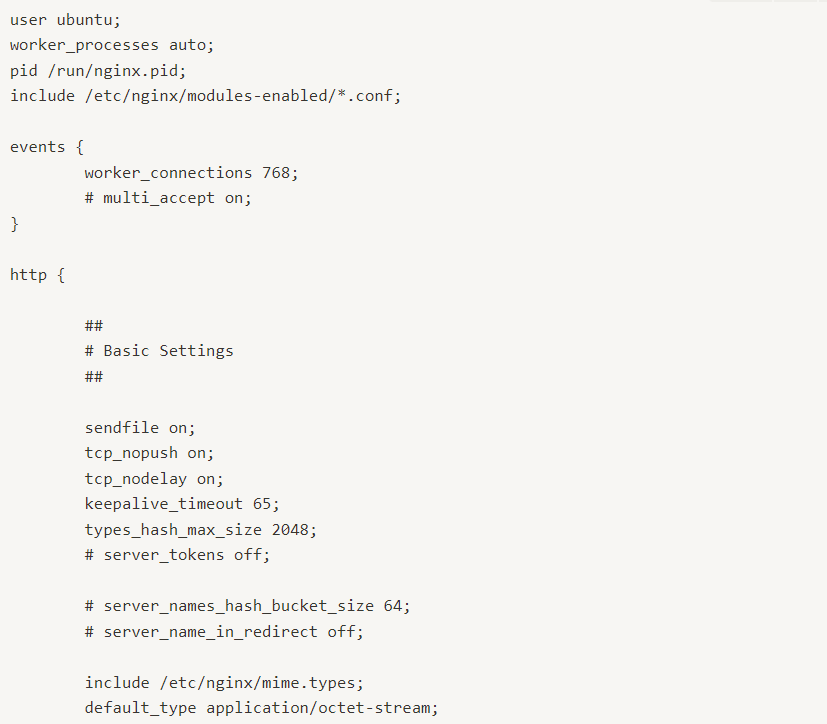 user ubuntu;
worker_processes auto;
pid /run/nginx.pid;
include /etc/nginx/modules-enabled/*.conf;
events {
worker_connections 768;
# multi_accept on;
}
http {
##
# Basic Settings
##
sendfile on;
tcp_nopush on;
tcp_nodelay on;
keepalive_timeout 65;
types_hash_max_size 2048;
# server_tokens off;
# server_names_hash_bucket_size 64;
# server_name_in_redirect off;
include /etc/nginx/mime.types;
default_type application/octet-stream;